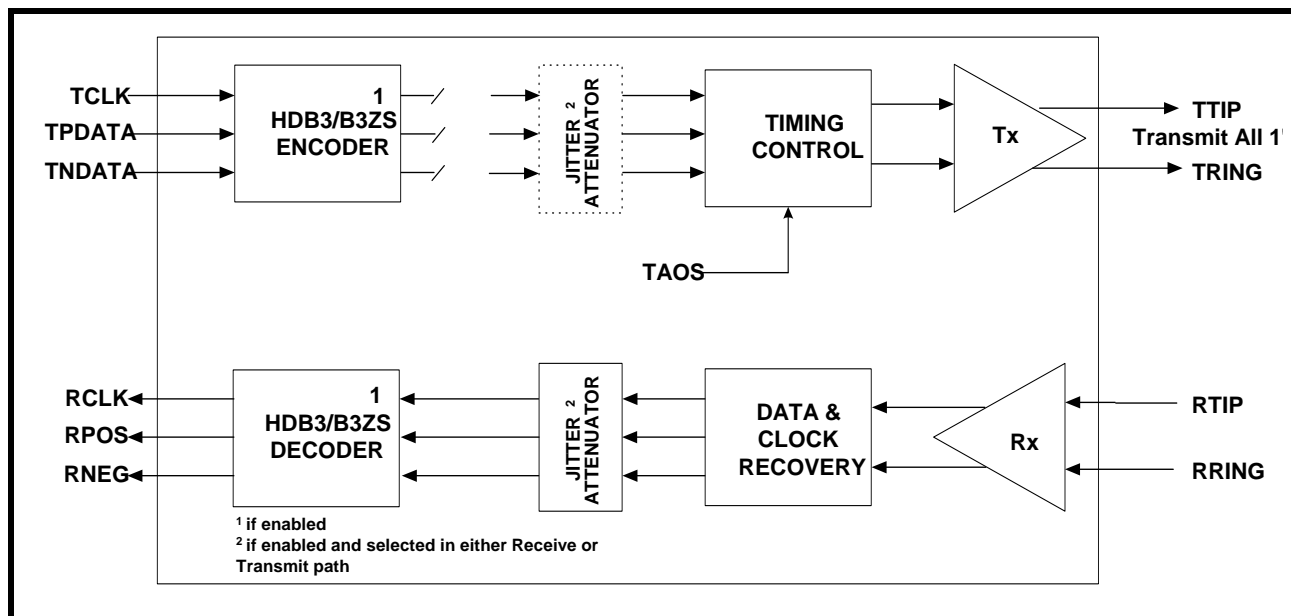 TCLK
TPDATA
TNDATA
1
HDB3/B3ZS
ENCODER
JITTER 2
ATTENUATOR
TIMING
CONTROL
Tx
TTIP
Transmit All 1'
TRING
TAOS
RCLK
RPOS
RNEG
1
HDB3/B3ZS
DECODER
JITTER 2
ATTENUATOR
DATA &
CLOCK
RECOVERY
Rx
RTIP
RRING
1 if enabled
2 if enabled and selected in either Receive or
Transmit path